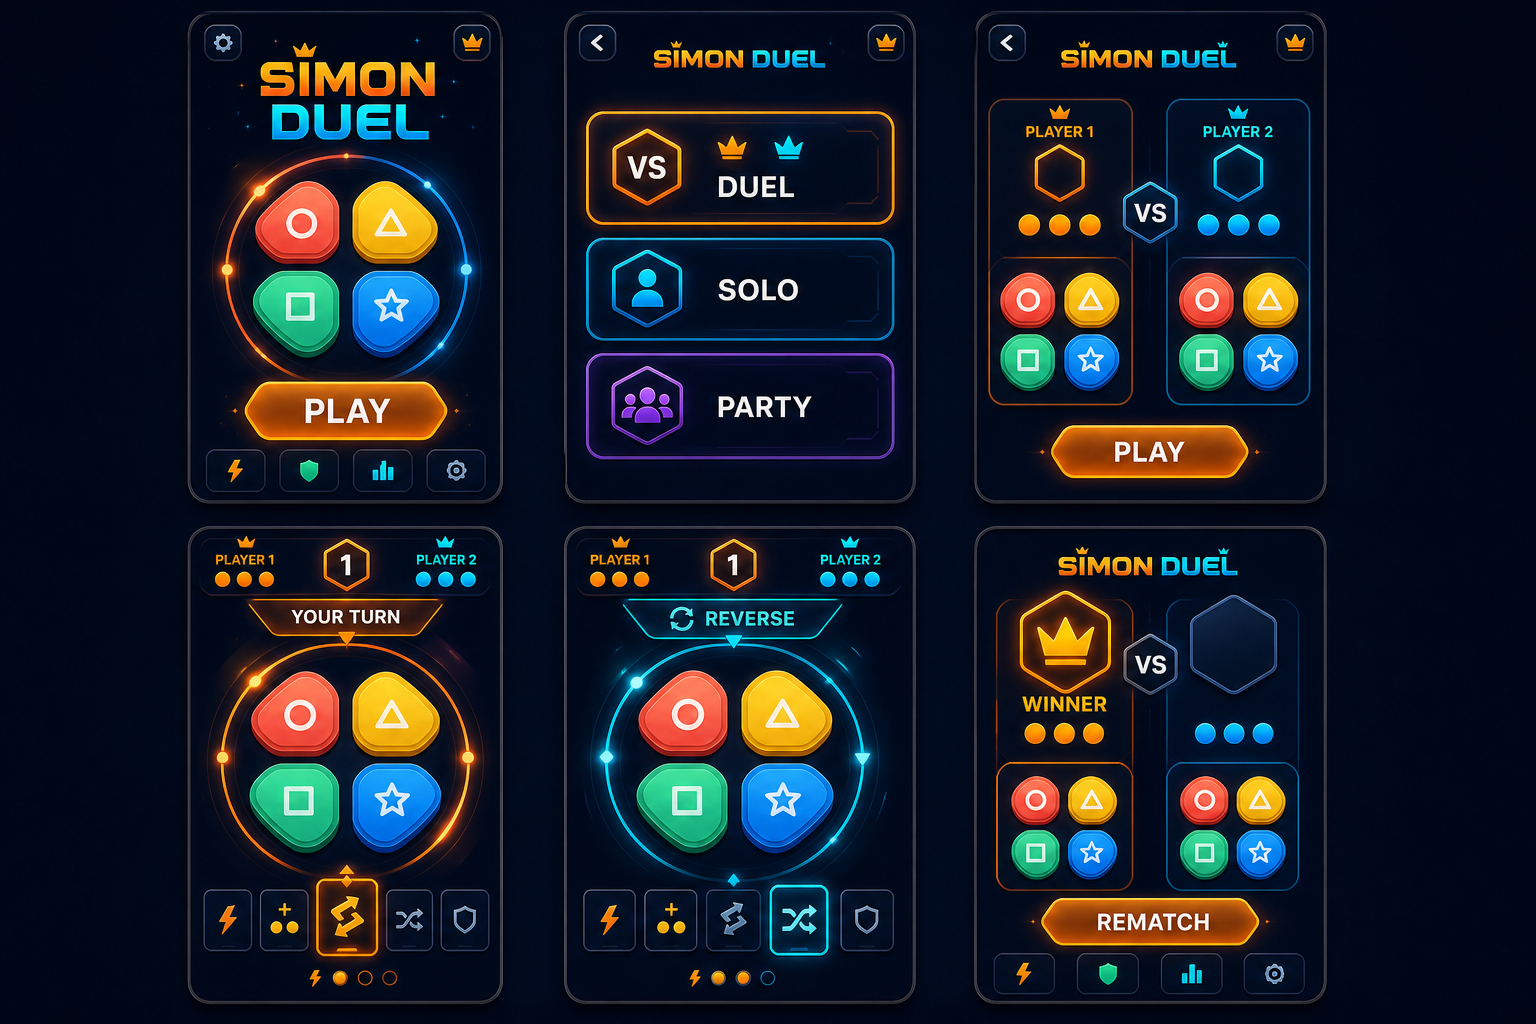 SIMON
DUEL
PLAY
SIMON DUEL
VS
DUEL
SOLO
PARTY
SIMON DUEL
PLAYER 1
PLAYER 2
VS
PLAY
PLAYER 1
1
PLAYER 2
YOUR TURN
PLAYER 1
1
PLAYER 2
REVERSE
SIMON DUEL
VS
WINNER
REMATCH